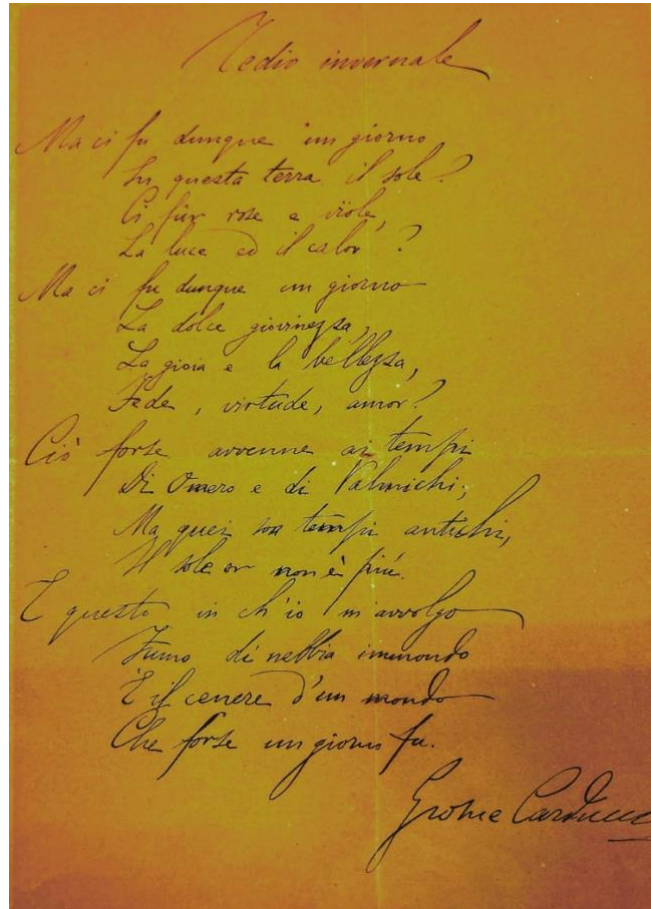 Tedio invernale
Ma ci fu dunque un giorno
Su questa terra il sole?
Ci fûr rose e vïole,
La luce ed il calor?
Ma ci fu dunque un giorno
La dolce giovinezza,
La gioia e la bellezza,
Fede, virtude, amor?
Ciò forse avvenne ai tempi
Di Omero e di Valmichi,
Ma quei son tempi antichi,
Il sole or non è più.
E questo in ch'io m'avvolgo
Fumo di nebbia immondo
È il cenere d'un mondo
Che forse un giorno fu.
Giosue Carducci